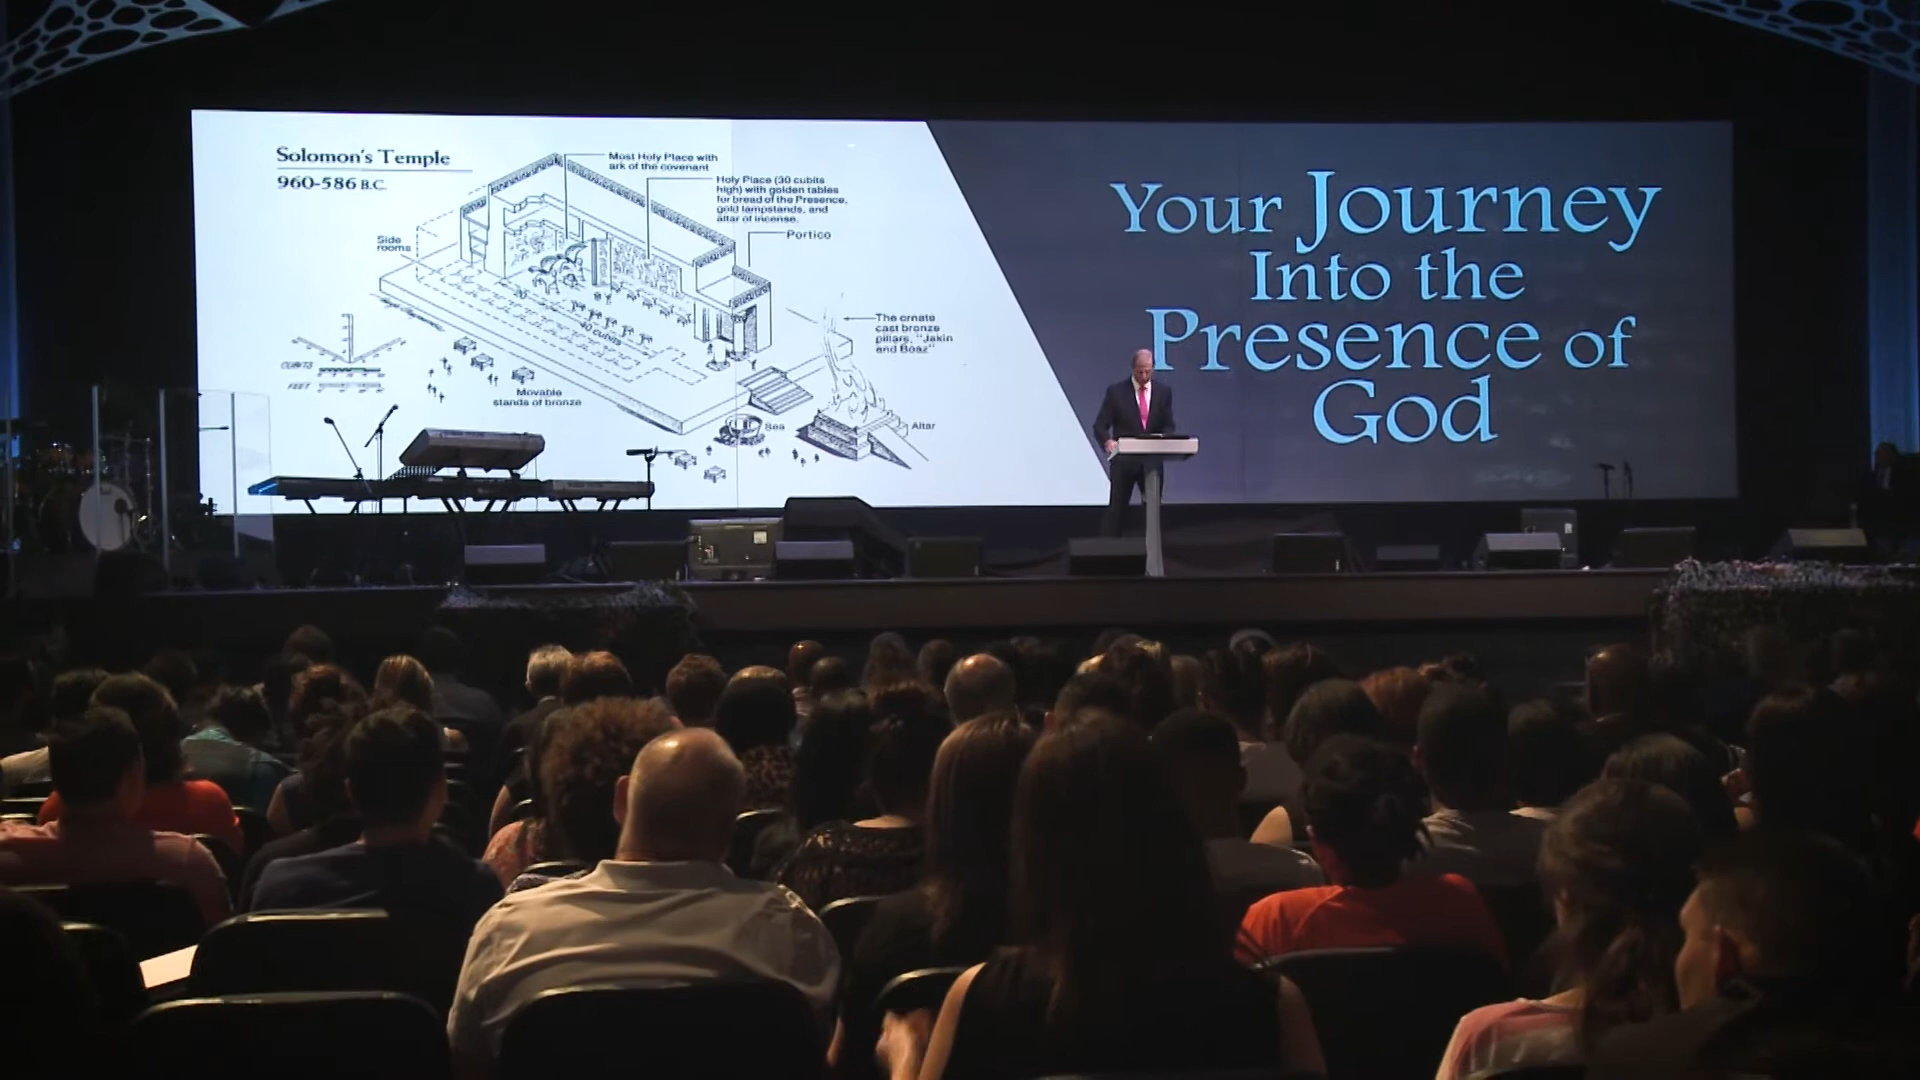 Solomon's Temple
960-586 B.C.
Most Holy Place with
ark of the covenant
Holy Place (30 cubits
high) with golden tables
for bread of the Presence,
gold lampstands, and
altar of incense.
Portico
Side
rooms
The ornate
cast bronze
pillars, "Jakin
and Boaz"
40 CUBITS
CUBITS
FEET
Movable
stands of bronze
Sea
Altar
Your Journey
Into the
Presence of
God